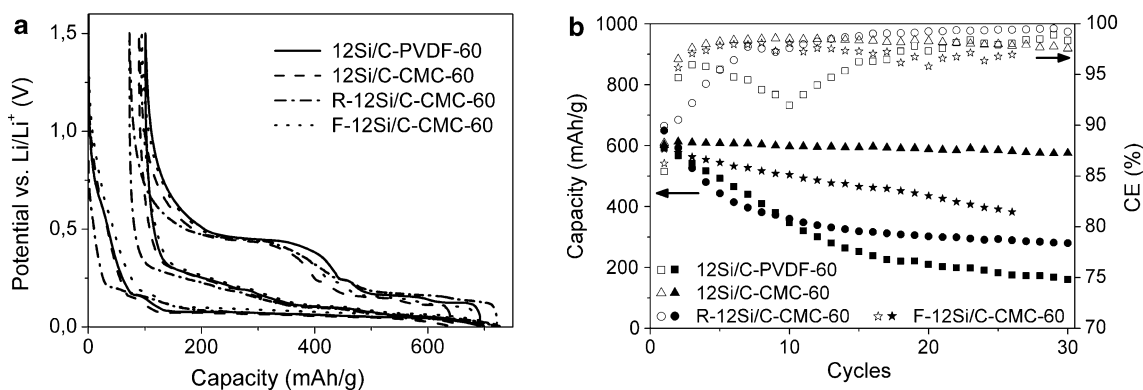 a
1,5
1,0
0,5
0,0
Potential vs. Li/Li⁺ (V)
12Si/C-PVDF-60
12Si/C-CMC-60
R-12Si/C-CMC-60
F-12Si/C-CMC-60
0 200 400 600
Capacity (mAh/g)
b
1000
800
600
400
200
0
Capacity (mAh/g)
12Si/C-PVDF-60
12Si/C-CMC-60
R-12Si/C-CMC-60 F-12Si/C-CMC-60
0 10 20 30
Cycles
100
95
90
85
80
75
70
CE (%)